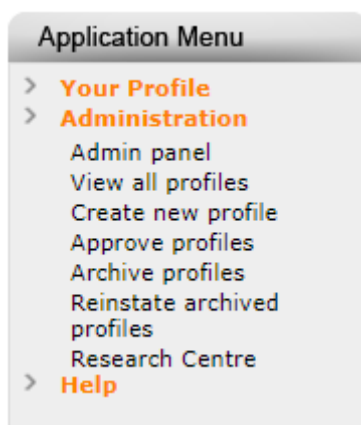 Application Menu
Your Profile
Administration
Admin panel
View all profiles
Create new profile
Approve profiles
Archive profiles
Reinstate archived
profiles
Research Centre
Help